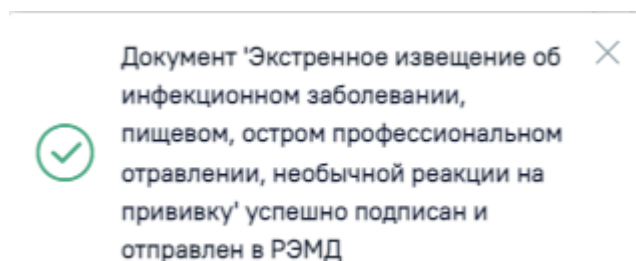 Документ 'Экстренное извещение об
инфекционном заболевании,
пищевом, остром профессиональном
отравлении, необычной реакции на
прививку' успешно подписан и
отправлен в РЭМД